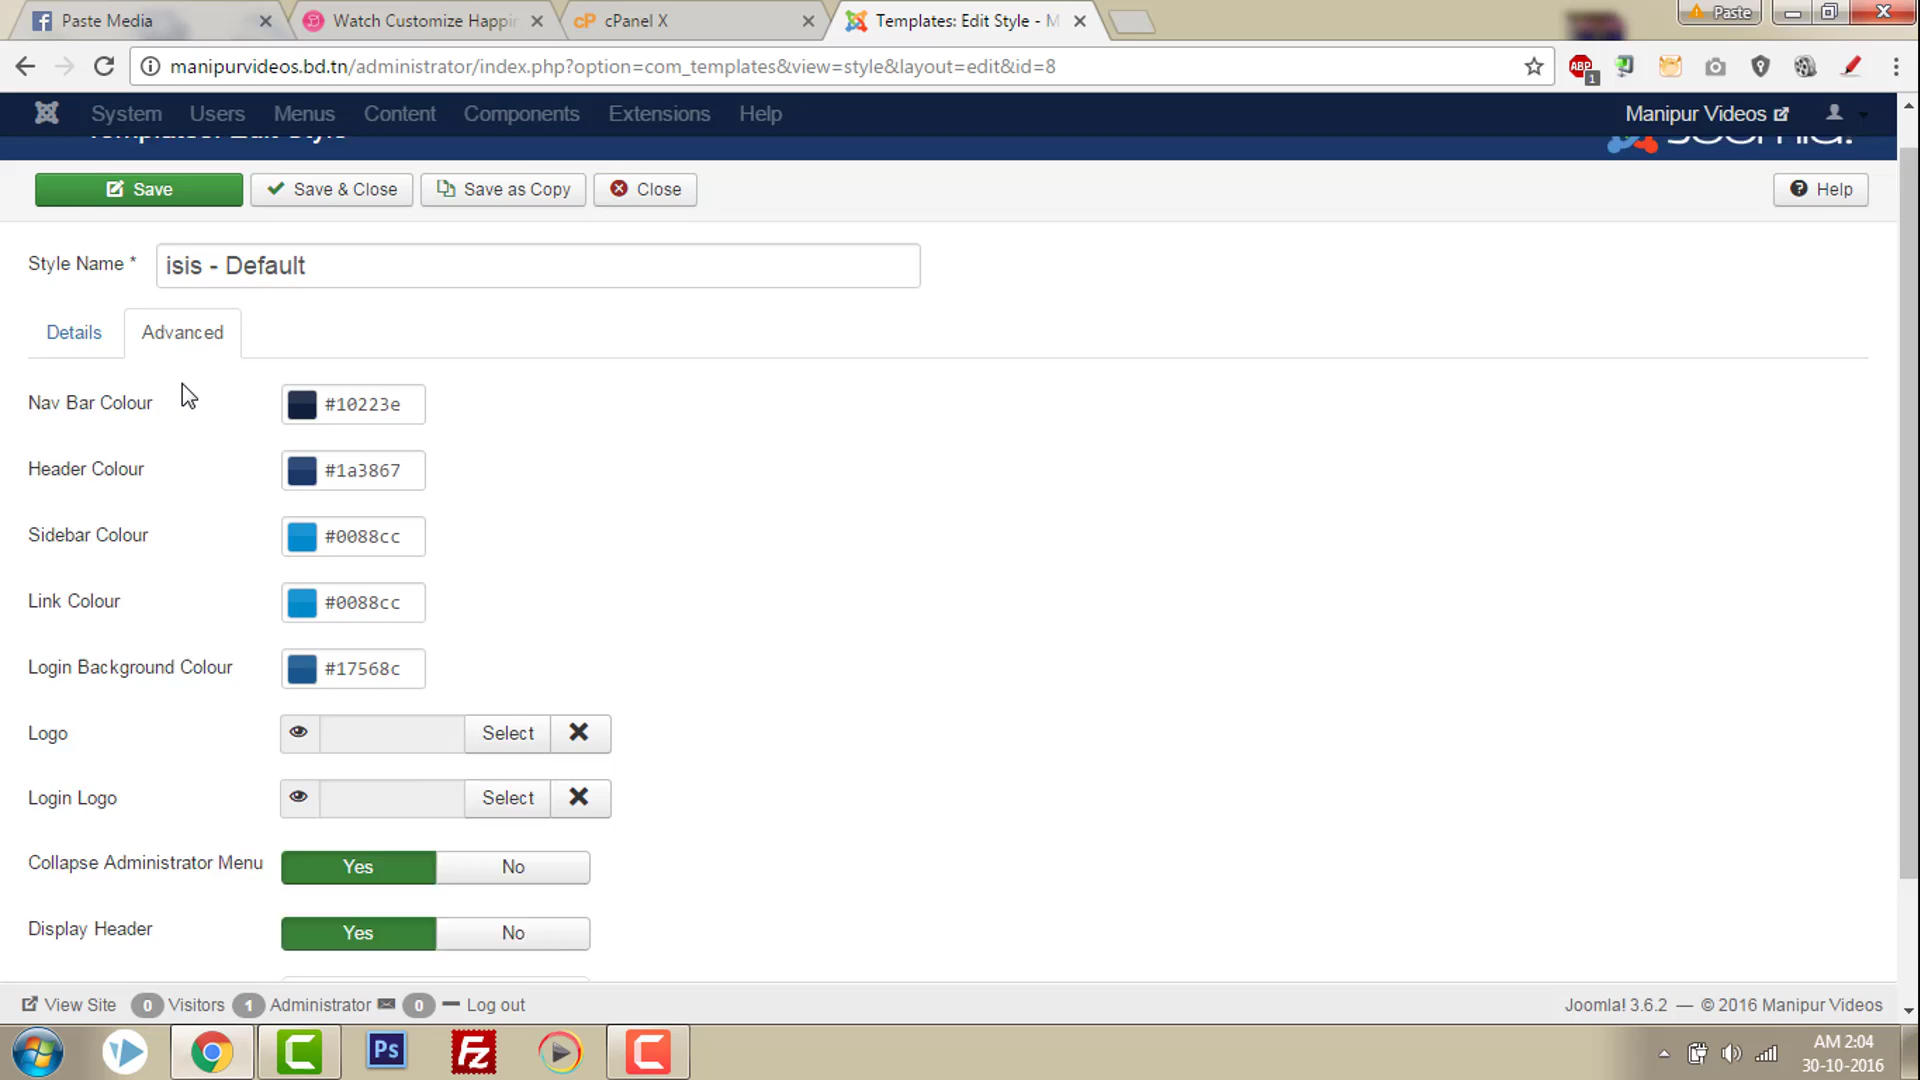 Paste Media
Watch Customize Happin
cPanel X
Templates: Edit Style - M
Paste
manipurvideos.bd.tn/administrator/index.php?option=com_templates&view=style&layout=edit&id=8
ABP
1
System
Users
Menus
Content
Components
Extensions
Help
Manipur Videos
Templates: Edit Style
Joomla!
Save
Save & Close
Save as Copy
Close
Help
Style Name *
isis - Default
Details
Advanced
Nav Bar Colour
#10223e
Header Colour
#1a3867
Sidebar Colour
#0088cc
Link Colour
#0088cc
Login Background Colour
#17568c
Logo
Select
Login Logo
Select
Collapse Administrator Menu
Yes
No
Display Header
Yes
No
View Site
0 Visitors
1 Administrator
0
Log out
Joomla! 3.6.2 — © 2016 Manipur Videos
Ps
Fz
AM 2:04
30-10-2016